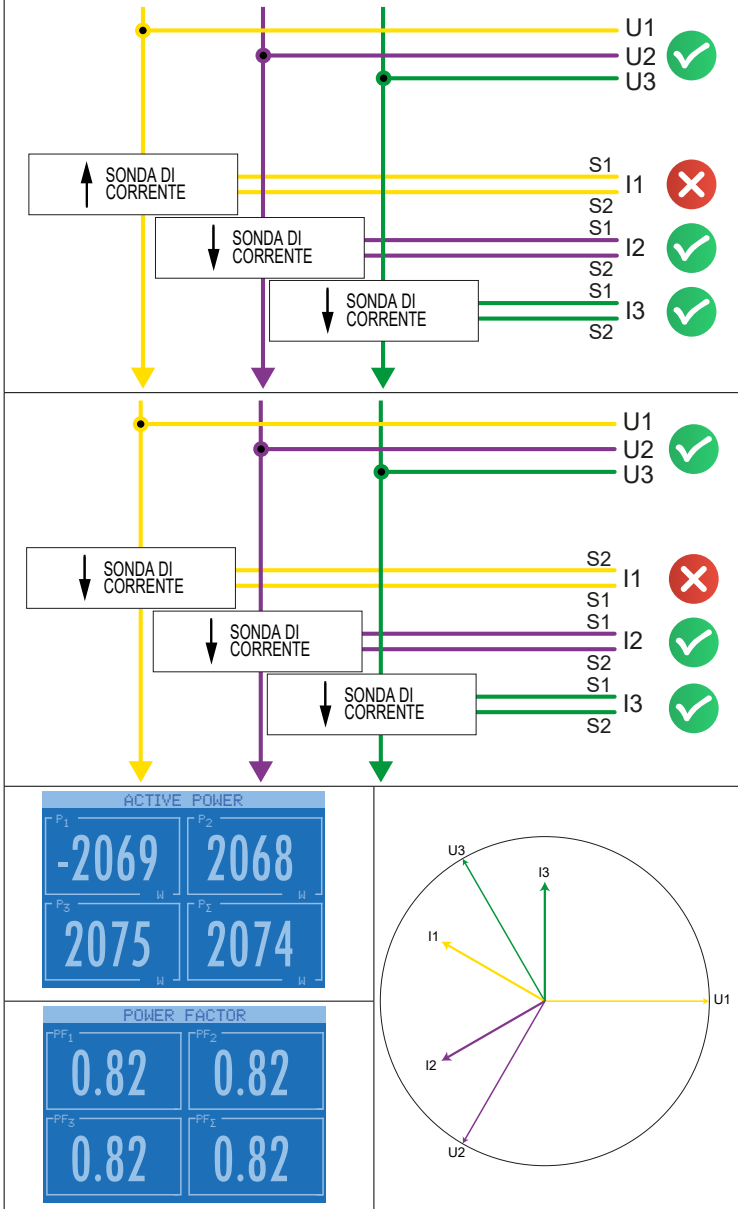 U1
U2
U3
SONDA DI
CORRENTE
S1
I1
S2
SONDA DI
CORRENTE
S1
I2
S2
SONDA DI
CORRENTE
S1
I3
S2
U1
U2
U3
SONDA DI
CORRENTE
S2
I1
S1
SONDA DI
CORRENTE
S1
I2
S2
SONDA DI
CORRENTE
S1
I3
S2
ACTIVE POWER
P1
-2069
W
P2
2068
W
P3
2075
W
PΣ
2074
W
POWER FACTOR
PF1
0.82
PF2
0.82
PF3
0.82
PFΣ
0.82
U3
I3
I1
U1
I2
U2